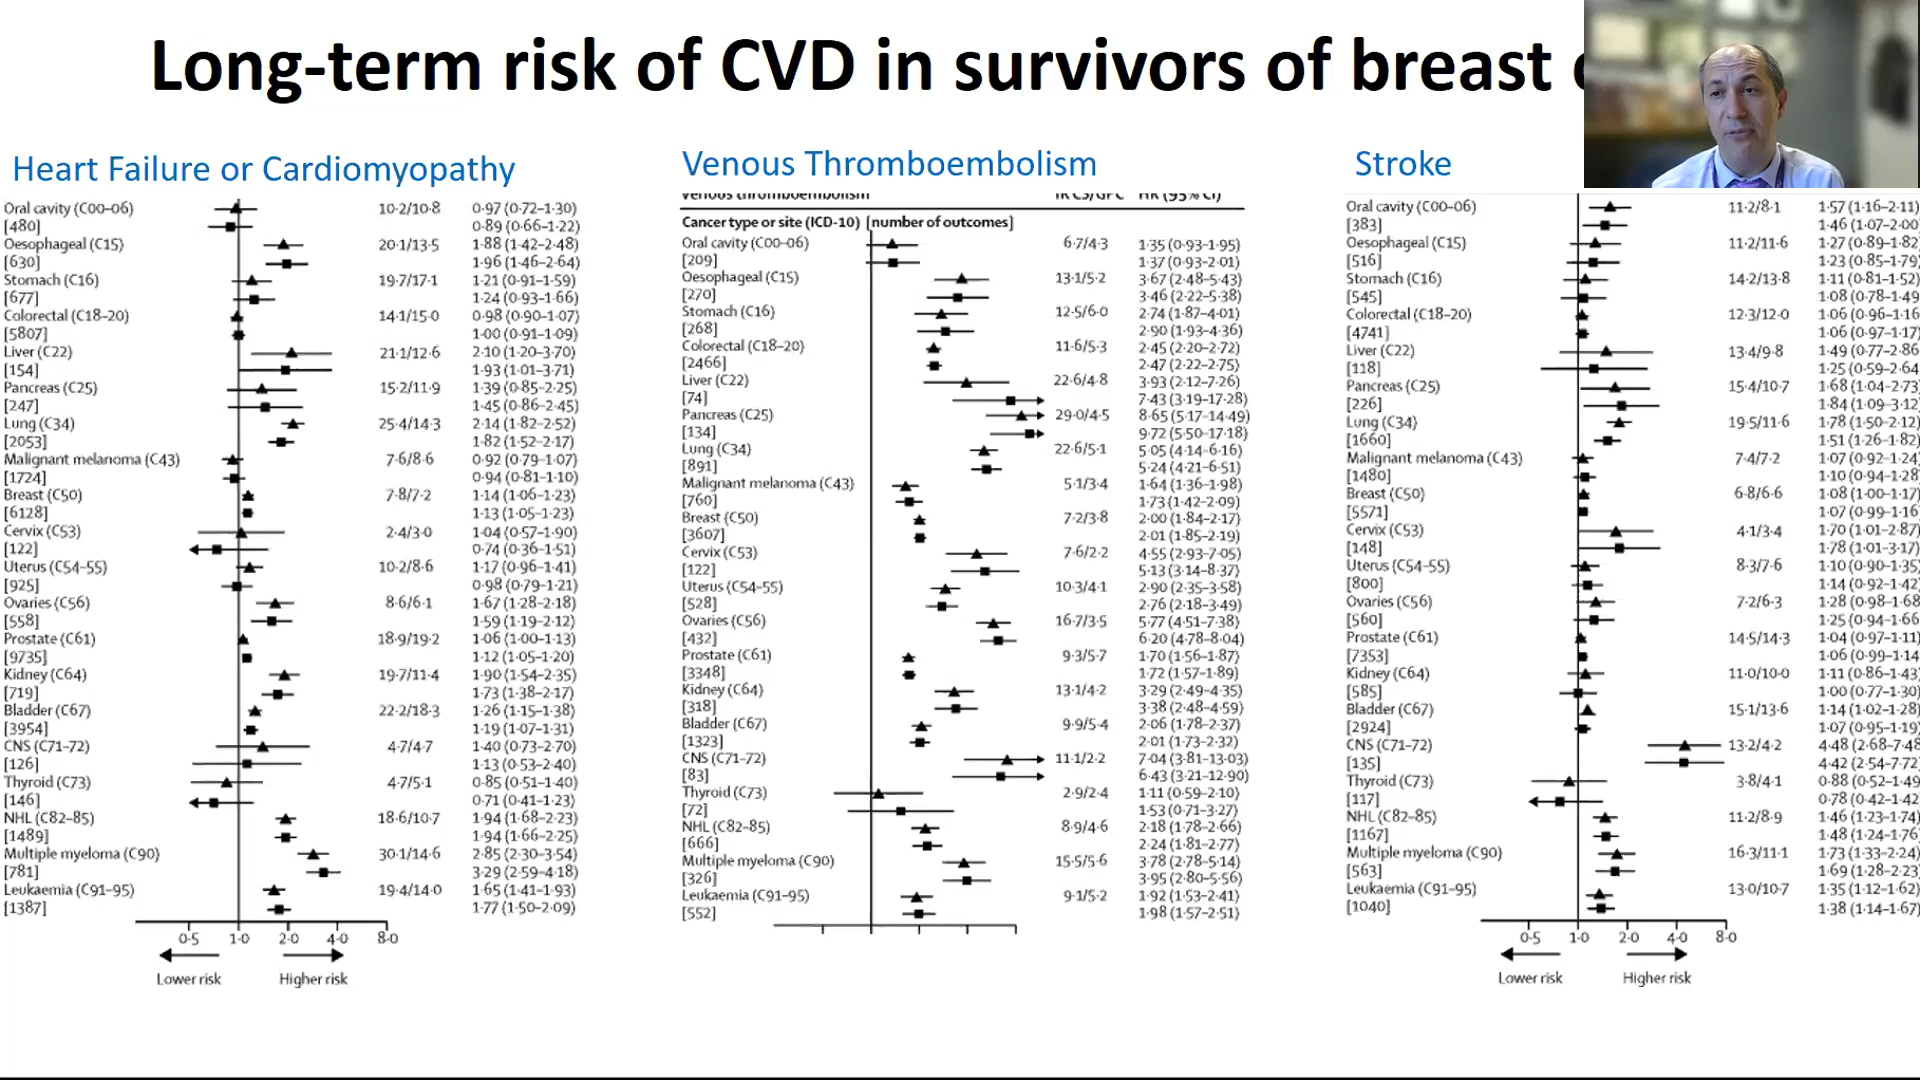 Long-term risk of CVD in survivors of breast
Heart Failure or Cardiomyopathy
Oral cavity (C00–06) 10·2/10·8 0·97 (0·72–1·30)
[480] 0·89 (0·66–1·22)
Oesophageal (C15) 20·1/13·5 1·88 (1·42–2·48)
[630] 1·96 (1·46–2·64)
Stomach (C16) 19·7/17·1 1·21 (0·91–1·59)
[677] 1·24 (0·93–1·66)
Colorectal (C18–20) 14·1/15·0 0·98 (0·90–1·07)
[5807] 1·00 (0·91–1·09)
Liver (C22) 21·1/12·6 2·10 (1·20–3·70)
[154] 1·93 (1·01–3·71)
Pancreas (C25) 15·2/11·9 1·39 (0·85–2·25)
[247] 1·45 (0·86–2·45)
Lung (C34) 25·4/14·3 2·14 (1·82–2·52)
[2053] 1·82 (1·52–2·17)
Malignant melanoma (C43) 7·6/8·6 0·92 (0·79–1·07)
[1724] 0·94 (0·81–1·10)
Breast (C50) 7·8/7·2 1·14 (1·06–1·23)
[6128] 1·13 (1·05–1·23)
Cervix (C53) 2·4/3·0 1·04 (0·57–1·90)
[122] 0·74 (0·36–1·51)
Uterus (C54–55) 10·2/8·6 1·17 (0·96–1·41)
[925] 0·98 (0·79–1·21)
Ovaries (C56) 8·6/6·1 1·67 (1·28–2·18)
[558] 1·59 (1·19–2·12)
Prostate (C61) 18·9/19·2 1·06 (1·00–1·13)
[9735] 1·12 (1·05–1·20)
Kidney (C64) 19·7/11·4 1·90 (1·54–2·35)
[719] 1·73 (1·38–2·17)
Bladder (C67) 22·2/18·3 1·26 (1·15–1·38)
[3954] 1·19 (1·07–1·31)
CNS (C71–72) 4·7/4·7 1·40 (0·73–2·70)
[126] 1·13 (0·53–2·40)
Thyroid (C73) 4·7/5·1 0·85 (0·51–1·40)
[146] 0·71 (0·41–1·23)
NHL (C82–85) 18·6/10·7 1·94 (1·68–2·23)
[1489] 1·94 (1·66–2·25)
Multiple myeloma (C90) 30·1/14·6 2·85 (2·30–3·54)
[781] 3·29 (2·59–4·18)
Leukaemia (C91–95) 19·4/14·0 1·65 (1·41–1·93)
[1387] 1·77 (1·50–2·09)
0·5 1·0 2·0 4·0 8·0
Lower risk Higher risk
Venous Thromboembolism
Venous thromboembolism IR CS/GPC HR (95% CI)
Cancer type or site (ICD-10) [number of outcomes]
Oral cavity (C00–06) 6·7/4·3 1·35 (0·93–1·95)
[209] 1·37 (0·93–2·01)
Oesophageal (C15) 13·1/5·2 3·67 (2·48–5·43)
[270] 3·46 (2·22–5·38)
Stomach (C16) 12·5/6·0 2·74 (1·87–4·01)
[268] 2·90 (1·93–4·36)
Colorectal (C18–20) 11·6/5·3 2·45 (2·20–2·72)
[2466] 2·47 (2·22–2·75)
Liver (C22) 22·6/4·8 3·93 (2·12–7·26)
[74] 7·43 (3·19–17·28)
Pancreas (C25) 29·0/4·5 8·65 (5·17–14·49)
[134] 9·72 (5·50–17·18)
Lung (C34) 22·6/5·1 5·05 (4·14–6·16)
[891] 5·24 (4·21–6·51)
Malignant melanoma (C43) 5·1/3·4 1·64 (1·36–1·98)
[760] 1·73 (1·42–2·09)
Breast (C50) 7·2/3·8 2·00 (1·84–2·17)
[3607] 2·01 (1·85–2·19)
Cervix (C53) 7·6/2·2 4·55 (2·93–7·05)
[122] 5·13 (3·14–8·37)
Uterus (C54–55) 10·3/4·1 2·90 (2·35–3·58)
[528] 2·76 (2·18–3·49)
Ovaries (C56) 16·7/3·5 5·77 (4·51–7·38)
[432] 6·20 (4·78–8·04)
Prostate (C61) 9·3/5·7 1·70 (1·56–1·87)
[3348] 1·72 (1·57–1·89)
Kidney (C64) 13·1/4·2 3·29 (2·49–4·35)
[318] 3·38 (2·48–4·59)
Bladder (C67) 9·9/5·4 2·06 (1·78–2·37)
[1323] 2·01 (1·73–2·32)
CNS (C71–72) 11·1/2·2 7·04 (3·81–13·03)
[83] 6·43 (3·21–12·90)
Thyroid (C73) 2·9/2·4 1·11 (0·59–2·10)
[72] 1·53 (0·71–3·27)
NHL (C82–85) 8·9/4·6 2·18 (1·78–2·66)
[666] 2·24 (1·81–2·77)
Multiple myeloma (C90) 15·5/5·6 3·78 (2·78–5·14)
[326] 3·95 (2·80–5·56)
Leukaemia (C91–95) 9·1/5·2 1·92 (1·53–2·41)
[552] 1·98 (1·57–2·51)
Stroke
Oral cavity (C00–06) 11·2/8·1 1·57 (1·16–2·11)
[383] 1·46 (1·07–2·00)
Oesophageal (C15) 11·2/11·6 1·27 (0·89–1·82
[516] 1·23 (0·85–1·79
Stomach (C16) 14·2/13·8 1·11 (0·81–1·52)
[545] 1·08 (0·78–1·49
Colorectal (C18–20) 12·3/12·0 1·06 (0·96–1·16
[4741] 1·06 (0·97–1·17)
Liver (C22) 13·4/9·8 1·49 (0·77–2·86
[118] 1·25 (0·59–2·64
Pancreas (C25) 15·4/10·7 1·68 (1·04–2·73)
[226] 1·84 (1·09–3·12)
Lung (C34) 19·5/11·6 1·78 (1·50–2·12)
[1660] 1·51 (1·26–1·82)
Malignant melanoma (C43) 7·4/7·2 1·07 (0·92–1·24)
[1480] 1·10 (0·94–1·28)
Breast (C50) 6·8/6·6 1·08 (1·00–1·17)
[5571] 1·07 (0·99–1·16)
Cervix (C53) 4·1/3·4 1·70 (1·01–2·87)
[148] 1·78 (1·01–3·17)
Uterus (C54–55) 8·3/7·6 1·10 (0·90–1·35)
[800] 1·14 (0·92–1·42)
Ovaries (C56) 7·2/6·3 1·28 (0·98–1·68
[560] 1·25 (0·94–1·66
Prostate (C61) 14·5/14·3 1·04 (0·97–1·11)
[7353] 1·06 (0·99–1·14
Kidney (C64) 11·0/10·0 1·11 (0·86–1·43)
[585] 1·00 (0·77–1·30)
Bladder (C67) 15·1/13·6 1·14 (1·02–1·28)
[2924] 1·07 (0·95–1·19)
CNS (C71–72) 13·2/4·2 4·48 (2·68–7·48
[135] 4·42 (2·54–7·72)
Thyroid (C73) 3·8/4·1 0·88 (0·52–1·49
[117] 0·78 (0·42–1·42
NHL (C82–85) 11·2/8·9 1·46 (1·23–1·74)
[1167] 1·48 (1·24–1·76)
Multiple myeloma (C90) 16·3/11·1 1·73 (1·33–2·24)
[563] 1·69 (1·28–2·23)
Leukaemia (C91–95) 13·0/10·7 1·35 (1·12–1·62)
[1040] 1·38 (1·14–1·67)
0·5 1·0 2·0 4·0 8·0
Lower risk Higher risk